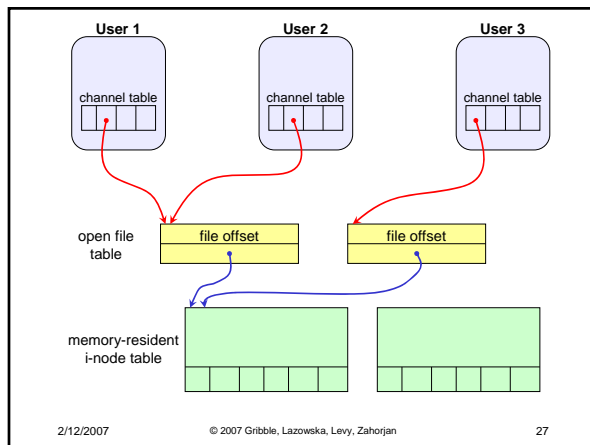 User 1 User 2 User 3
channel table channel table channel table
open file
table
file offset file offset
memory-resident
i-node table
2/12/2007 © 2007 Gribble, Lazowska, Levy, Zahorjan 27